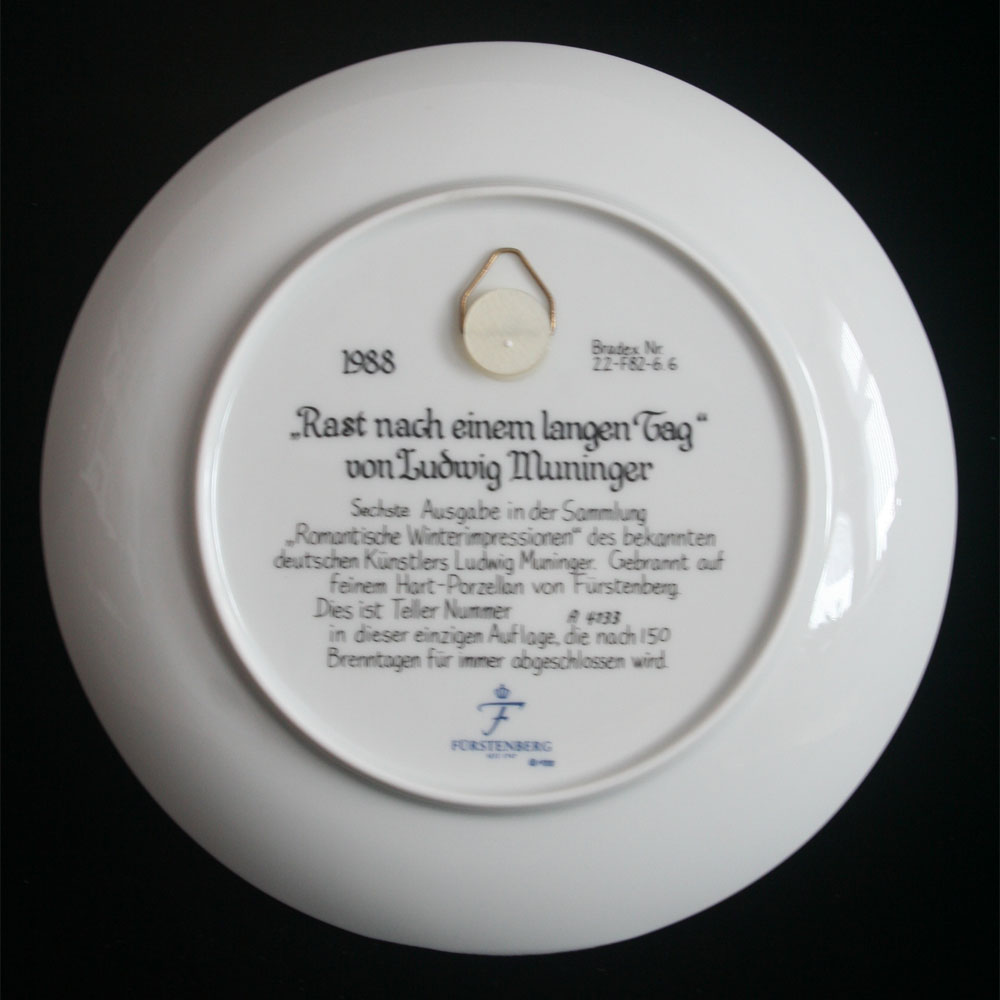 1988
Bradex Nr.
22-F82-6.6
„Rast nach einem langen Tag“
von Ludwig Muninger
Sechste Ausgabe in der Sammlung
„Romantische Winterimpressionen“ des bekannten
deutschen Künstlers Ludwig Muninger. Gebrannt auf
feinem Hart-Porzellan von Fürstenberg.
Dies ist Teller Nummer A 4133
in dieser einzigen Auflage, die nach 150
Brenntagen für immer abgeschlossen wird.
F
FÜRSTENBERG